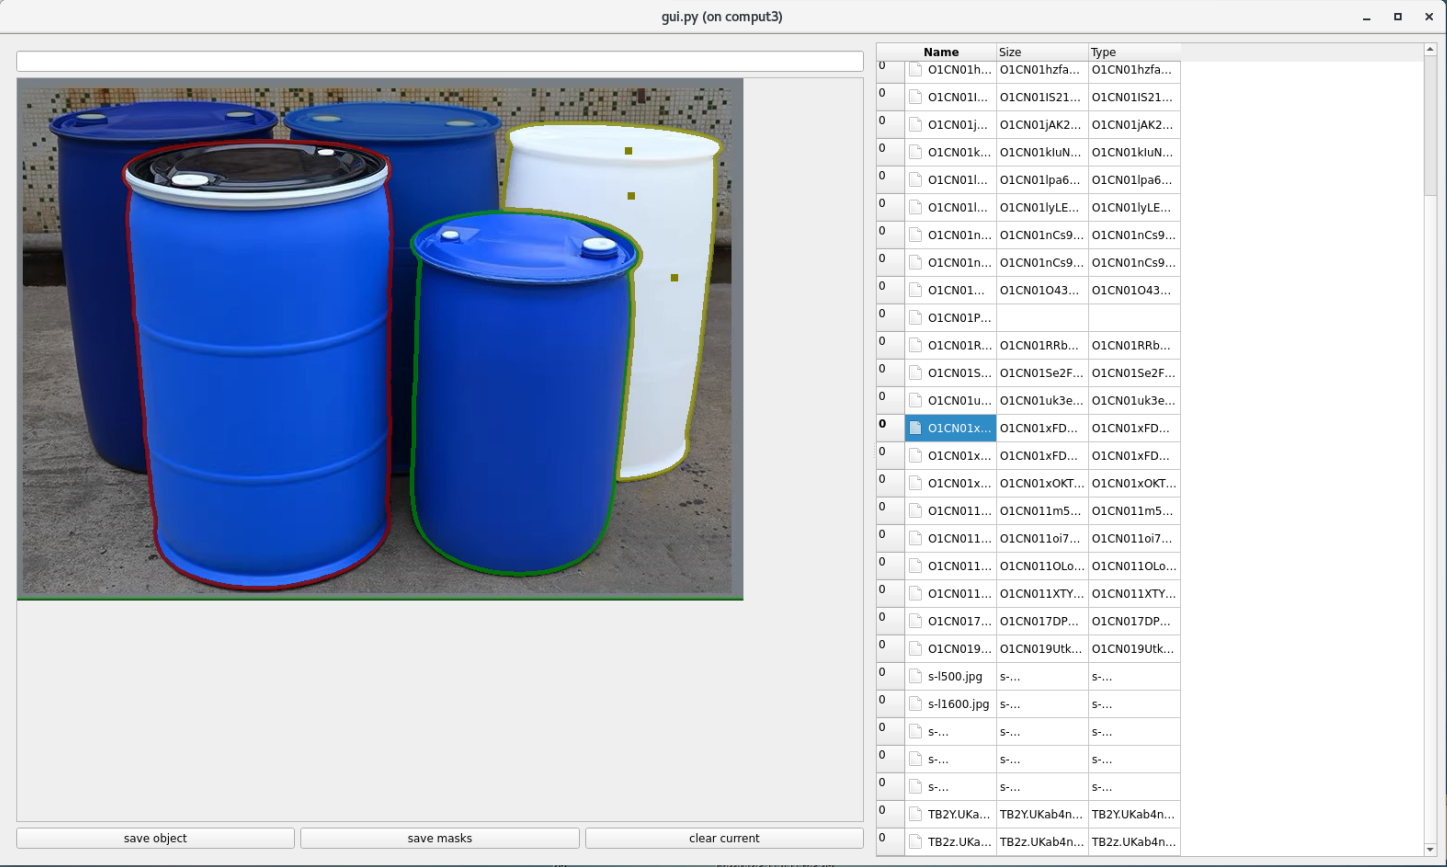 gui.py (on comput3)
Name Size Type
0 O1CN01h... O1CN01hzfa... O1CN01hzfa...
0 O1CN01I... O1CN01IS21... O1CN01IS21...
0 O1CN01j... O1CN01jAK2... O1CN01jAK2...
0 O1CN01k... O1CN01kIuN... O1CN01kIuN...
0 O1CN01l... O1CN01lpa6... O1CN01lpa6...
0 O1CN01l... O1CN01lyLE... O1CN01lyLE...
0 O1CN01n... O1CN01nCs9... O1CN01nCs9...
0 O1CN01n... O1CN01nCs9... O1CN01nCs9...
0 O1CN01... O1CN01O43... O1CN01O43...
0 O1CN01P...
0 O1CN01R... O1CN01RRb... O1CN01RRb...
0 O1CN01S... O1CN01Se2F... O1CN01Se2F...
0 O1CN01u... O1CN01uk3e... O1CN01uk3e...
0 O1CN01x... O1CN01xFD... O1CN01xFD...
0 O1CN01x... O1CN01xFD... O1CN01xFD...
0 O1CN01x... O1CN01xOKT... O1CN01xOKT...
0 O1CN011... O1CN011m5... O1CN011m5...
0 O1CN011... O1CN011oi7... O1CN011oi7...
0 O1CN011... O1CN011OLo... O1CN011OLo...
0 O1CN011... O1CN011XTY... O1CN011XTY...
0 O1CN017... O1CN017DP... O1CN017DP...
0 O1CN019... O1CN019Utk... O1CN019Utk...
0 s-l500.jpg s-... s-...
0 s-l1600.jpg s-... s-...
0 s-... s-... s-...
0 s-... s-... s-...
0 s-... s-... s-...
0 TB2Y.UKa... TB2Y.UKab4n... TB2Y.UKab4n...
0 TB2z.UKa... TB2z.UKab4n... TB2z.UKab4n...
save object save masks clear current